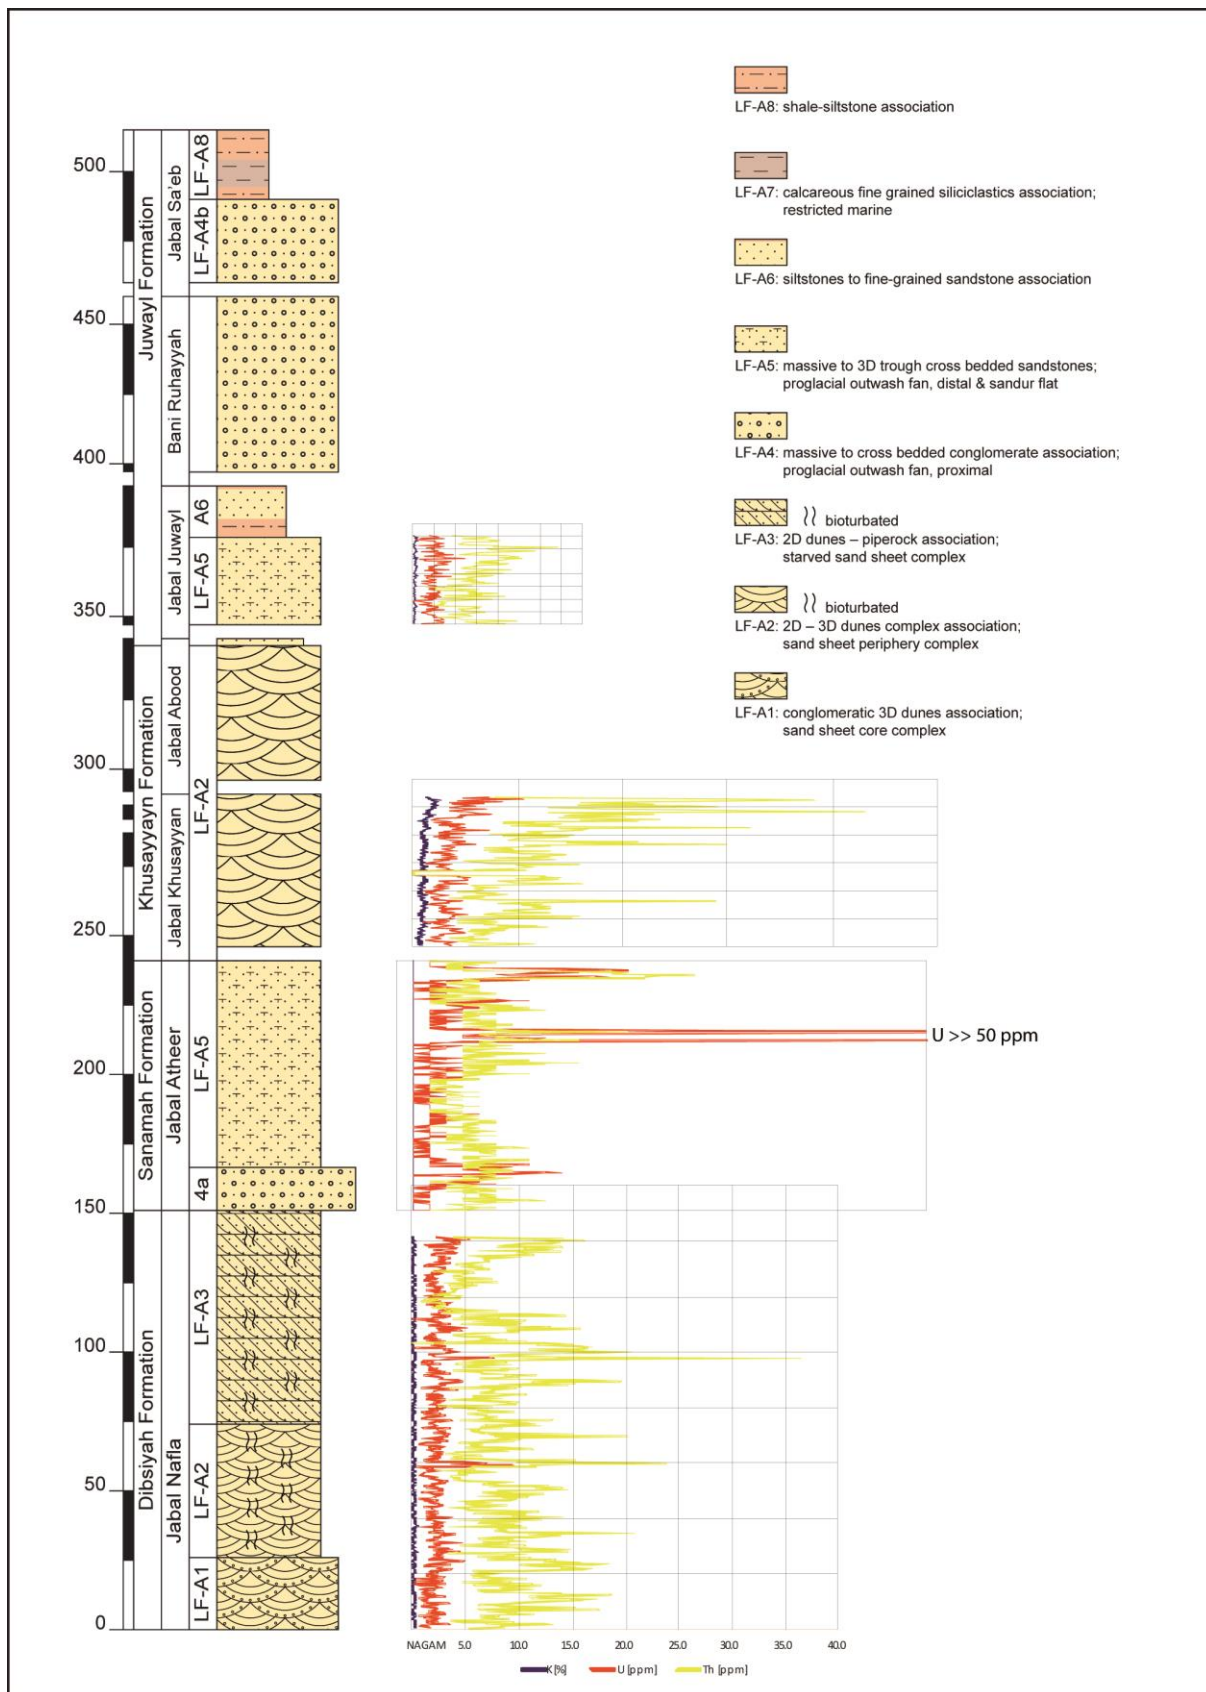 LF-A8: shale-siltstone association
LF-A7: calcareous fine grained siliciclastics association;
restricted marine
LF-A6: siltstones to fine-grained sandstone association
LF-A5: massive to 3D trough cross bedded sandstones;
proglacial outwash fan, distal & sandur flat
LF-A4: massive to cross bedded conglomerate association;
proglacial outwash fan, proximal
bioturbated
LF-A3: 2D dunes – piperock association;
starved sand sheet complex
bioturbated
LF-A2: 2D – 3D dunes complex association;
sand sheet periphery complex
LF-A1: conglomeratic 3D dunes association;
sand sheet core complex
500
450
400
350
300
250
200
150
100
50
0
Juwayl Formation
Khusayyayn Formation
Sanamah Formation
Dibsiyah Formation
Jabal Sa'eb
Bani Ruhayyah
Jabal Juwayl
Jabal Abood
Jabal Khusayyan
Jabal Atheer
Jabal Nafla
LF-A8
LF-A4b
A6
LF-A5
LF-A2
LF-A5
4a
LF-A3
LF-A2
LF-A1
U >> 50 ppm
NAGAM 5.0 10.0 15.0 20.0 30.0 35.0 40.0
K [%] U [ppm] Th [ppm]